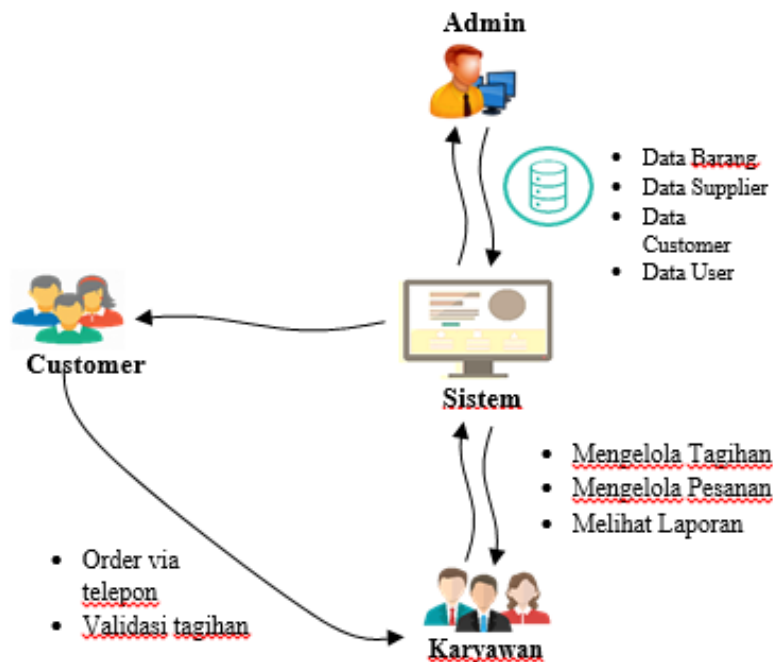 Admin
• Data Barang
• Data Supplier
• Data
Customer
• Data User
Customer
Sistem
• Mengelola Tagihan
• Mengelola Pesanan
• Melihat Laporan
• Order via
telepon
• Validasi tagihan
Karyawan